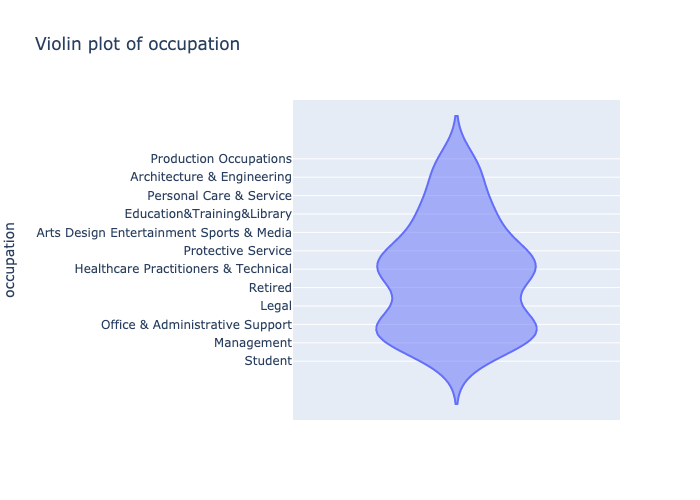 Violin plot of occupation
Production Occupations
Architecture & Engineering
Personal Care & Service
Education&Training&Library
Arts Design Entertainment Sports & Media
Protective Service
Healthcare Practitioners & Technical
Retired
Legal
Office & Administrative Support
Management
Student
occupation